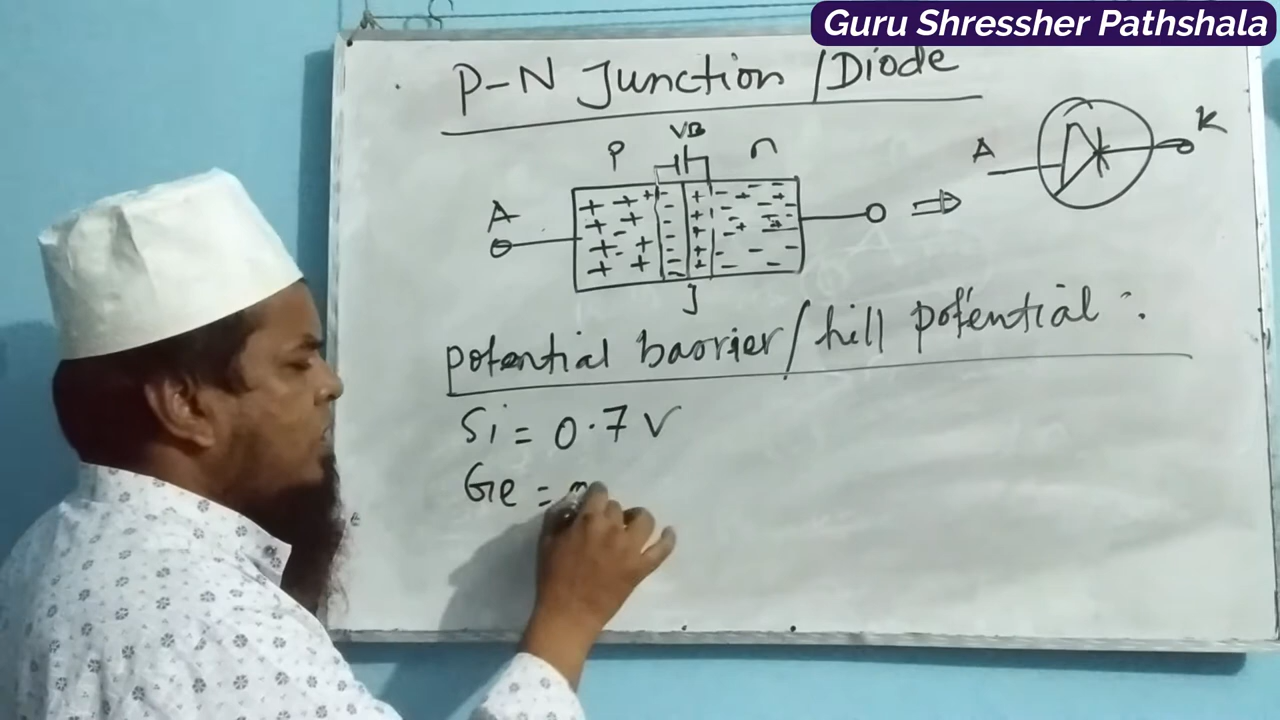 Guru Shressher Pathshala
P-N Junction/Diode
VB
P n
A K
A
J
potential barrier/hill potential :
Si = 0.7 V
Ge =